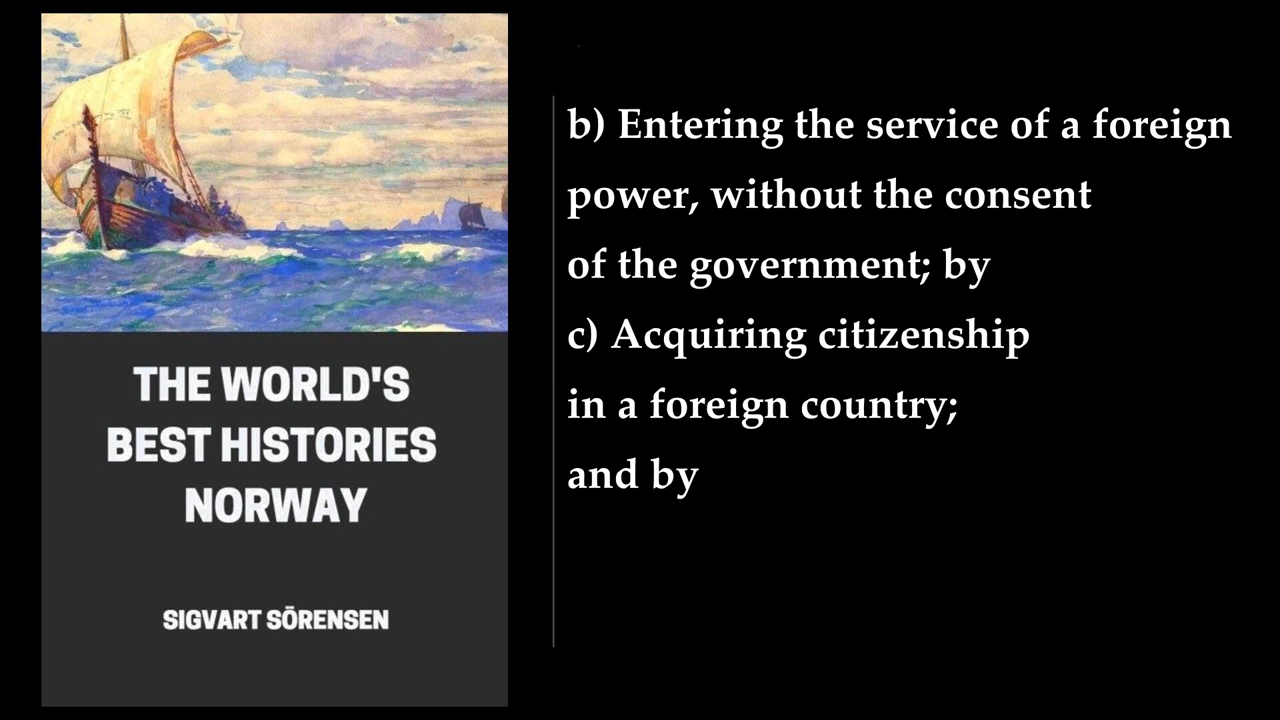 THE WORLD'S
BEST HISTORIES
NORWAY
SIGVART SÖRENSEN
b) Entering the service of a foreign
power, without the consent
of the government; by
c) Acquiring citizenship
in a foreign country;
and by